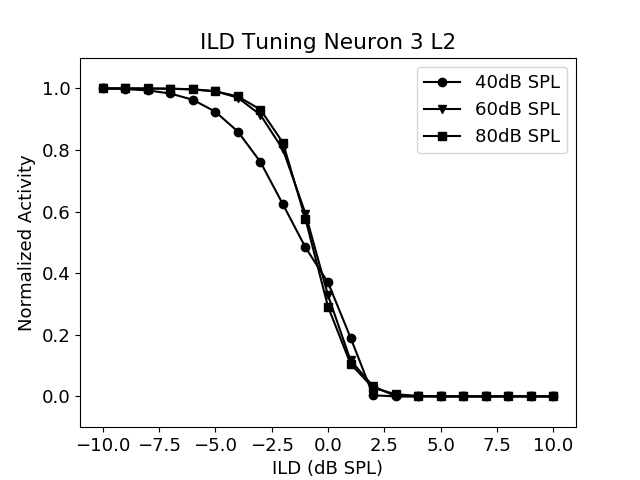 ILD Tuning Neuron 3 L2
40dB SPL
60dB SPL
80dB SPL
Normalized Activity
1.0
0.8
0.6
0.4
0.2
0.0
−10.0 −7.5 −5.0 −2.5 0.0 2.5 5.0 7.5 10.0
ILD (dB SPL)